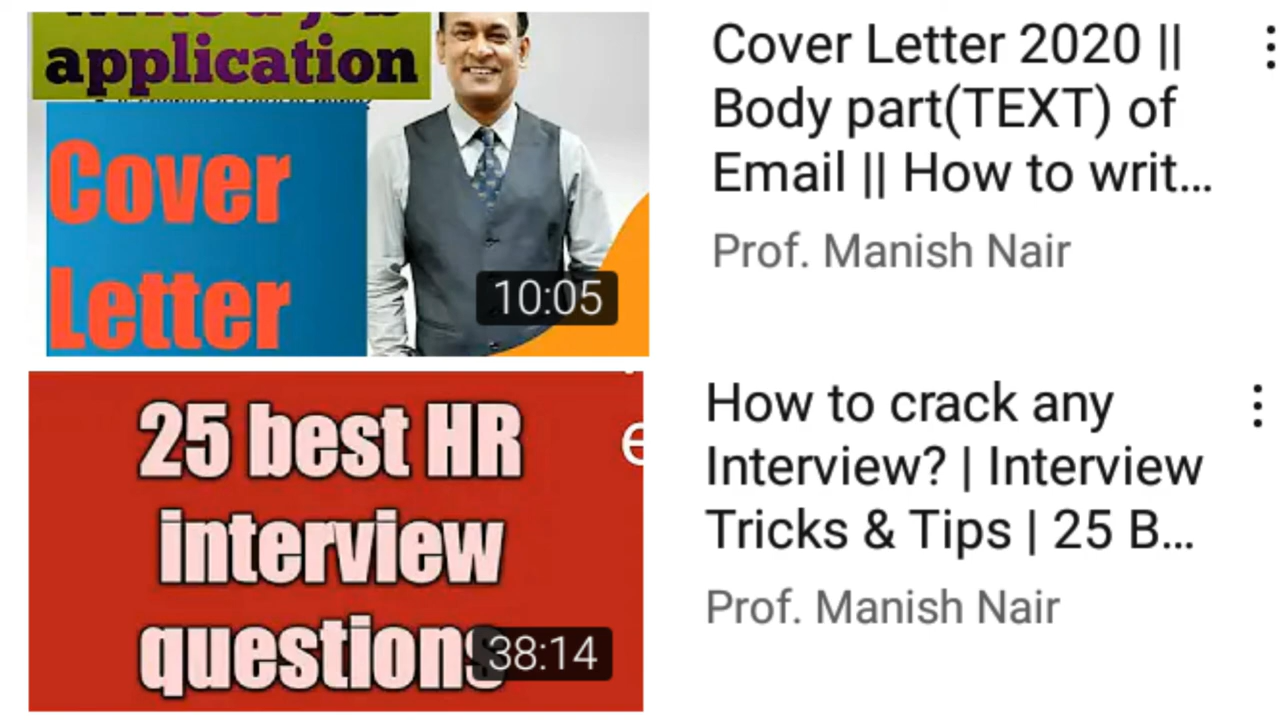 application
Cover
Letter
10:05
Cover Letter 2020 ||
Body part(TEXT) of
Email || How to writ...
Prof. Manish Nair
25 best HR
interview
questions
38:14
How to crack any
Interview? | Interview
Tricks & Tips | 25 B...
Prof. Manish Nair